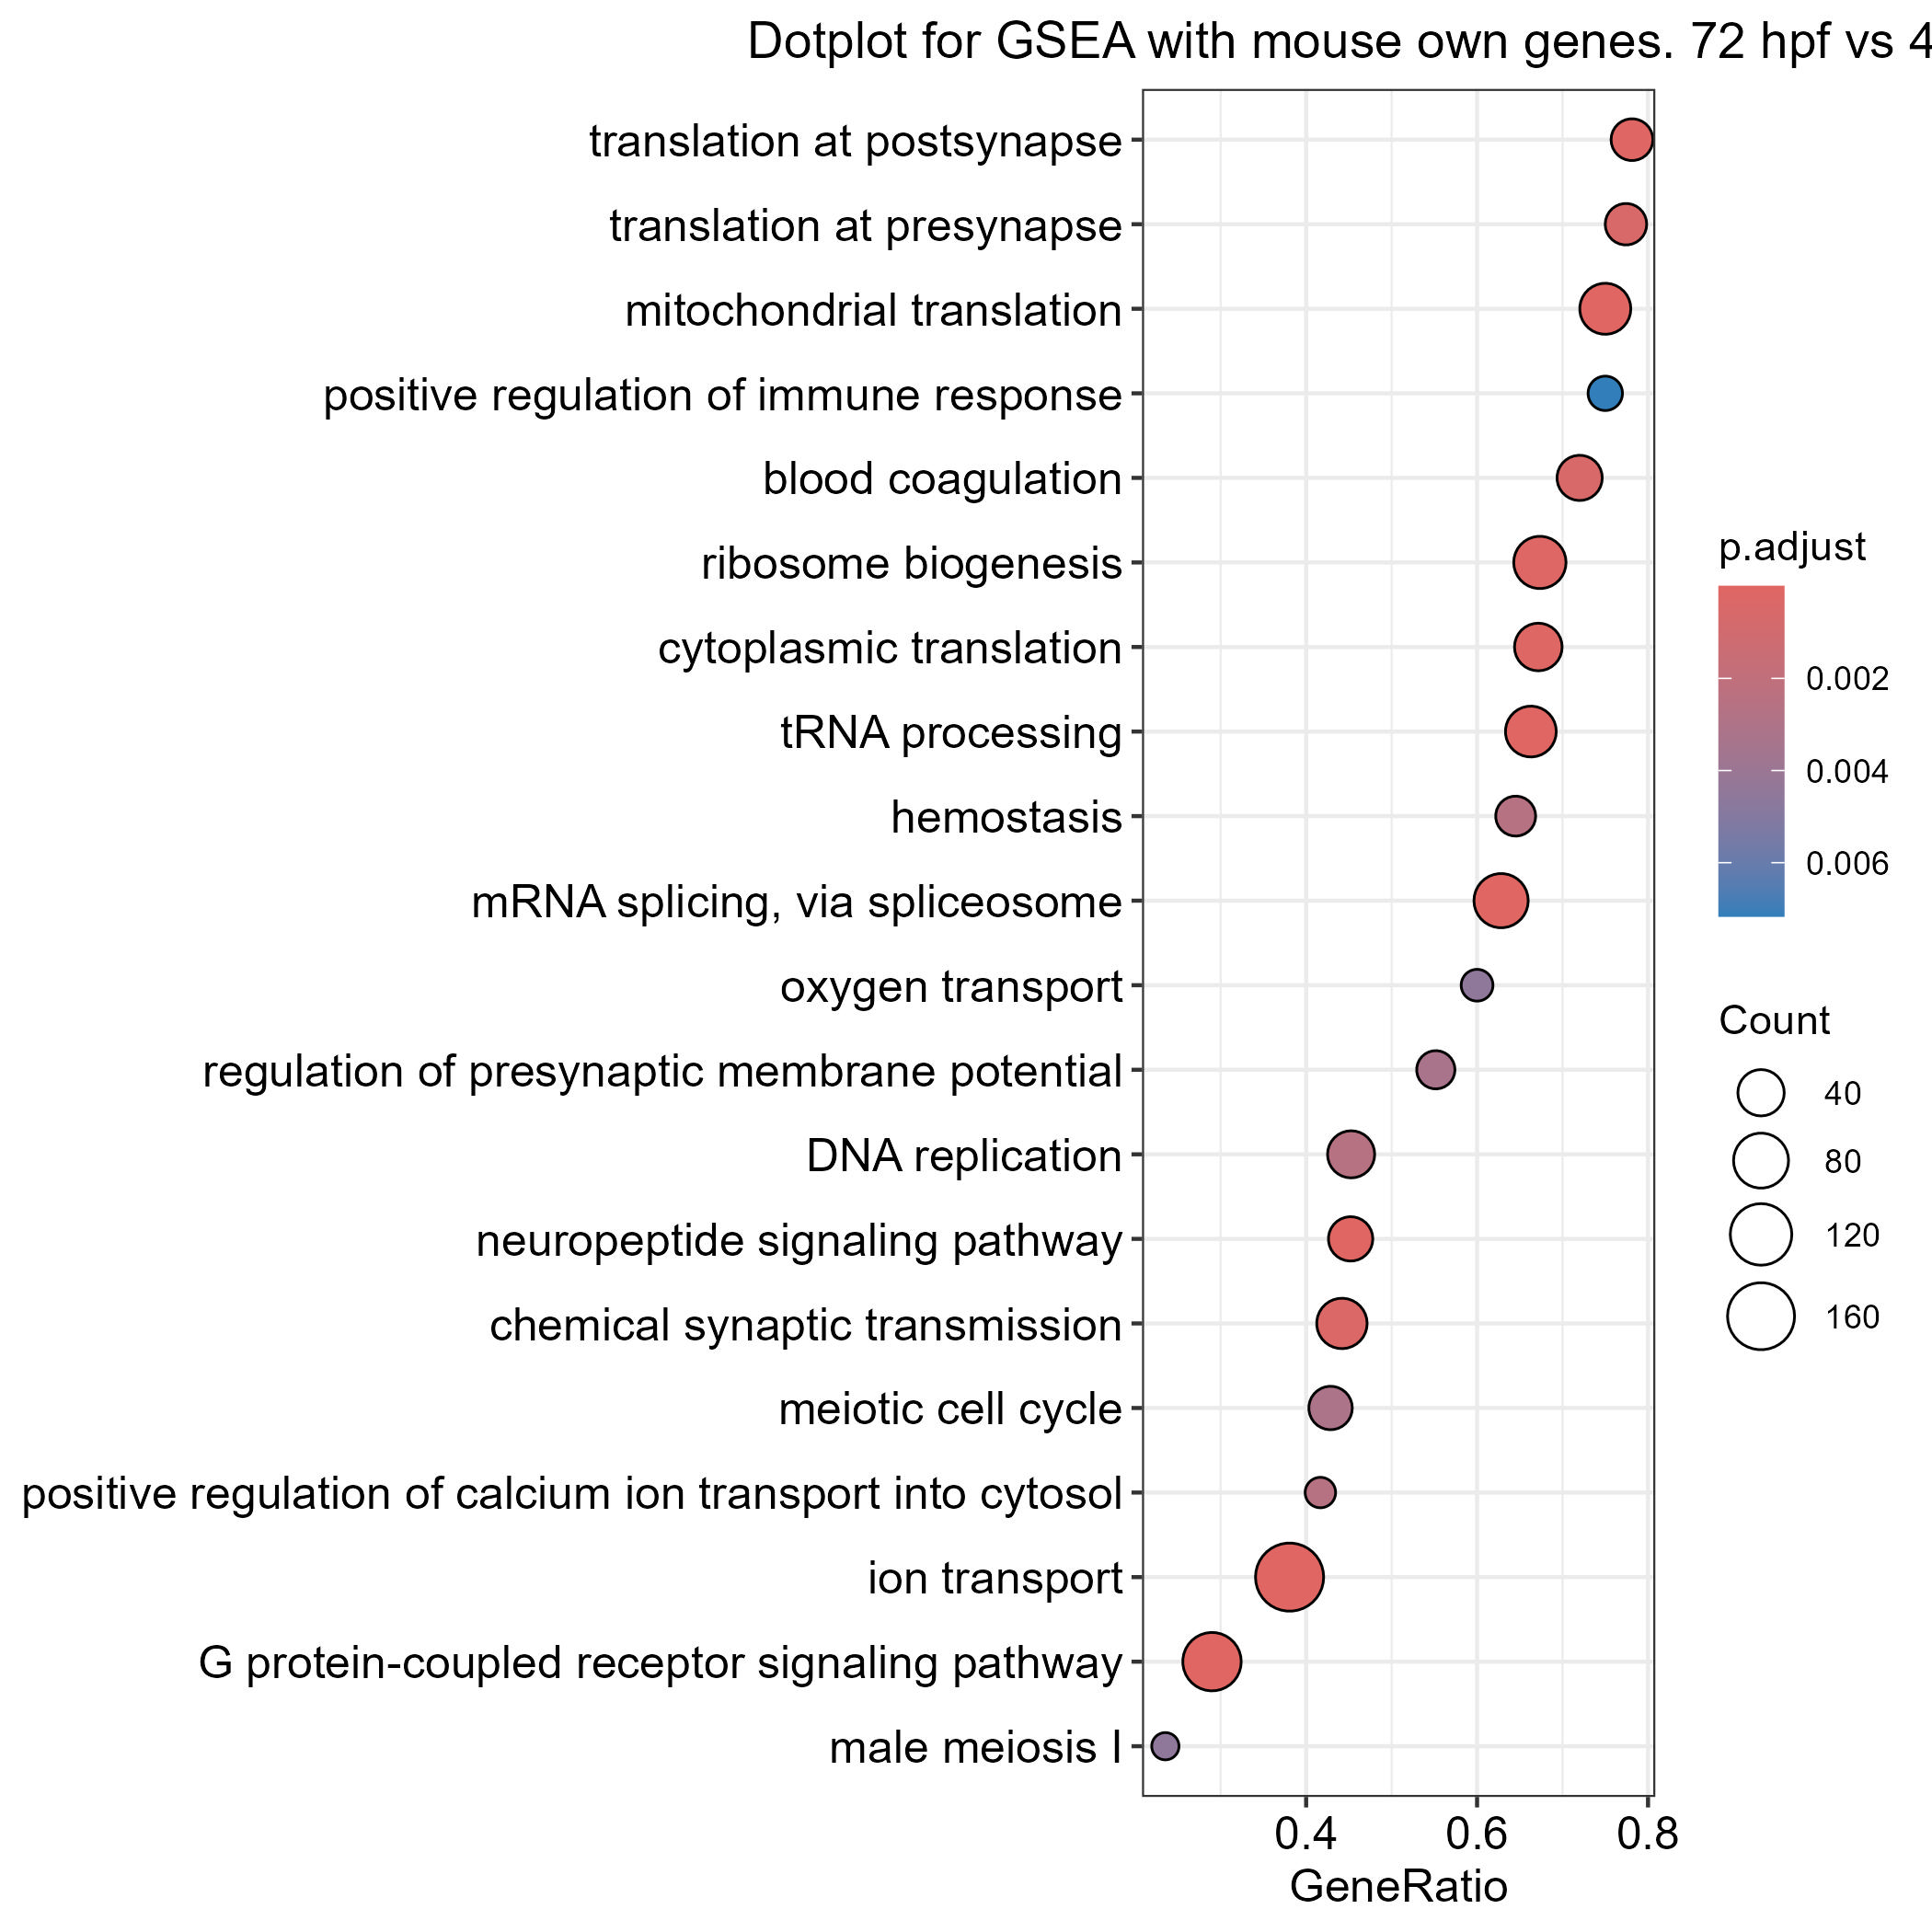 Dotplot for GSEA with mouse own genes. 72 hpf vs 4
translation at postsynapse
translation at presynapse
mitochondrial translation
positive regulation of immune response
blood coagulation
ribosome biogenesis
cytoplasmic translation
tRNA processing
hemostasis
mRNA splicing, via spliceosome
oxygen transport
regulation of presynaptic membrane potential
DNA replication
neuropeptide signaling pathway
chemical synaptic transmission
meiotic cell cycle
positive regulation of calcium ion transport into cytosol
ion transport
G protein-coupled receptor signaling pathway
male meiosis I
0.4 0.6 0.8
GeneRatio
p.adjust
0.002
0.004
0.006
Count
40
80
120
160